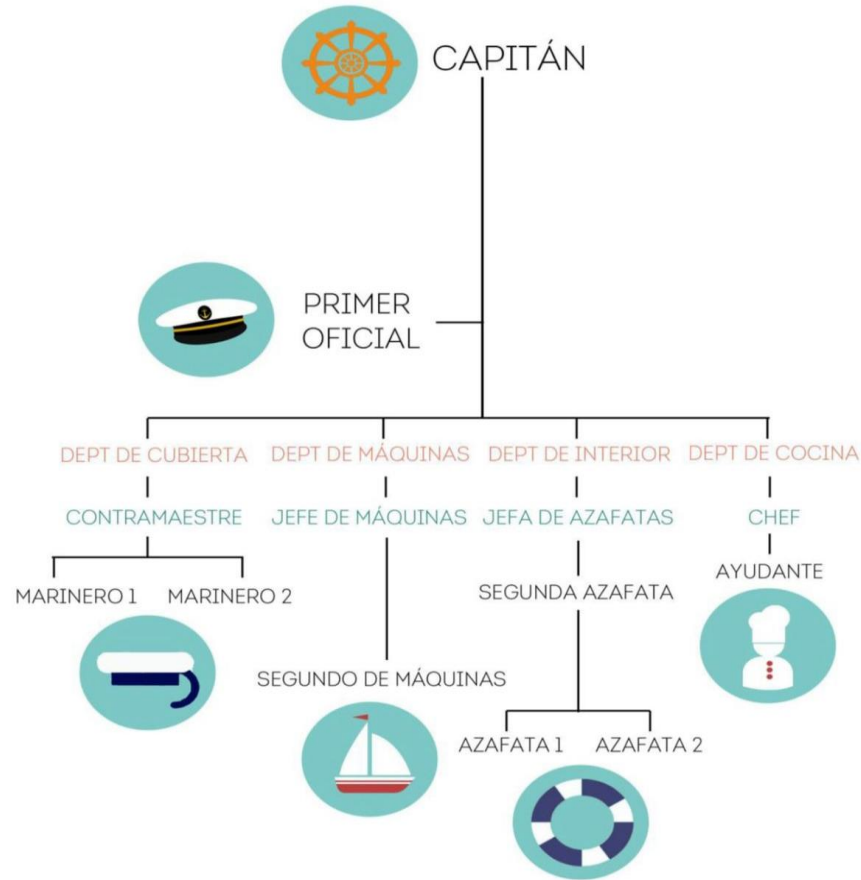 CAPITÁN
PRIMER
OFICIAL
DEPT DE CUBIERTA
DEPT DE MÁQUINAS
DEPT DE INTERIOR
DEPT DE COCINA
CONTRAMAESTRE
JEFE DE MÁQUINAS
JEFA DE AZAFATAS
CHEF
MARINERO 1
MARINERO 2
SEGUNDA AZAFATA
AYUDANTE
SEGUNDO DE MÁQUINAS
AZAFATA 1
AZAFATA 2